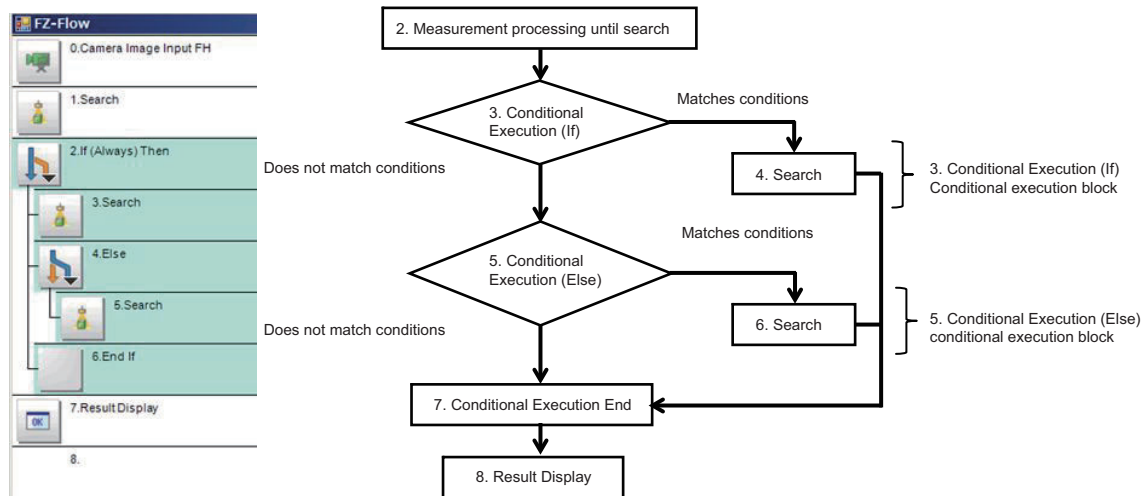 FZ-Flow
0.Camera Image Input FH
1.Search
2.If (Always) Then
3.Search
4.Else
5.Search
6.End If
7.Result Display
OK
8.
2. Measurement processing until search
3. Conditional
Execution (If)
Matches conditions
Does not match conditions
4. Search
3. Conditional Execution (If)
Conditional execution block
5. Conditional
Execution (Else)
Matches conditions
Does not match conditions
6. Search
5. Conditional Execution (Else)
conditional execution block
7. Conditional Execution End
8. Result Display